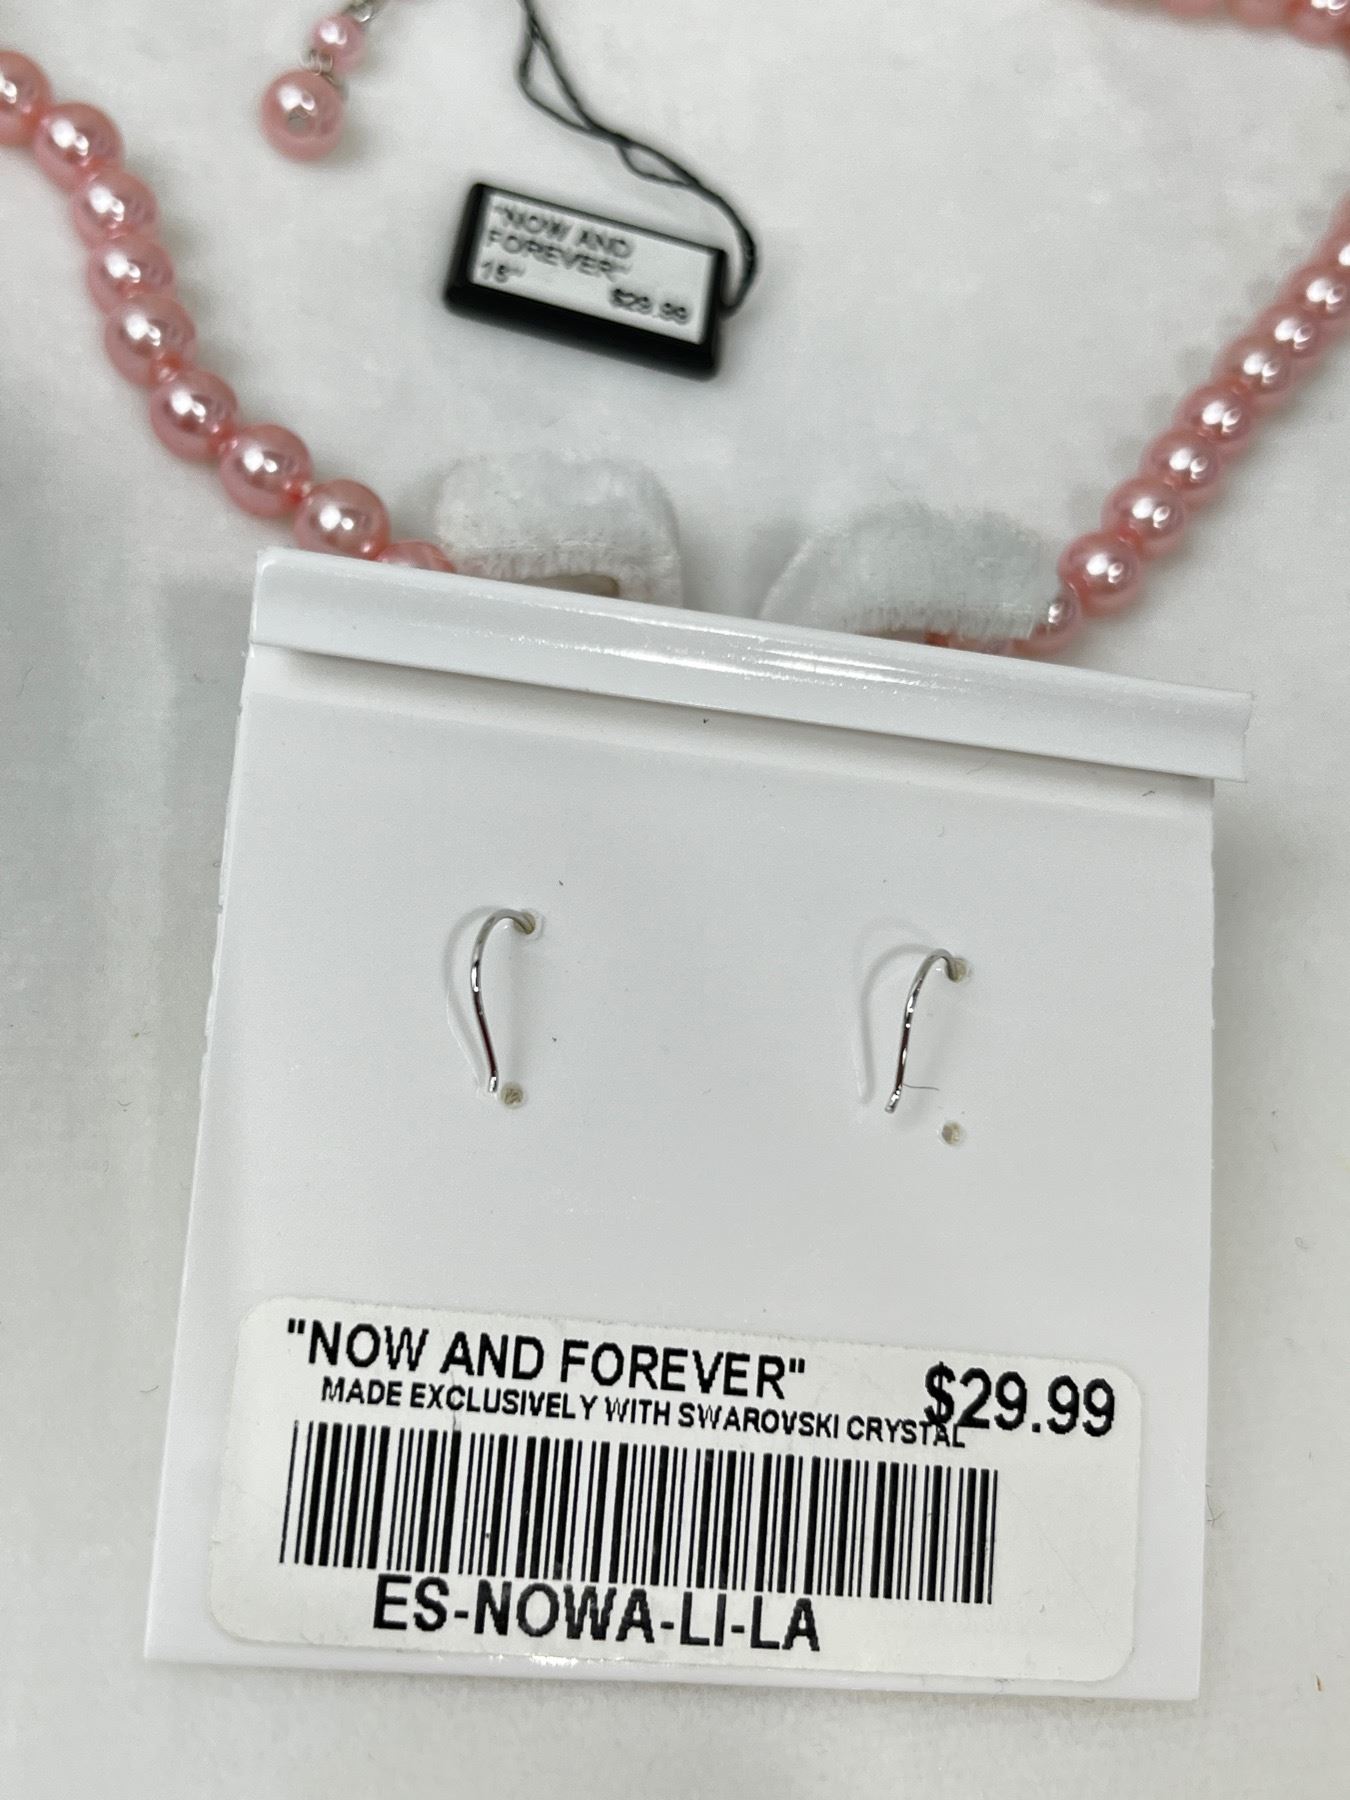 "NOW AND
FOREVER"
15"
$29.99
"NOW AND FOREVER"
$29.99
MADE EXCLUSIVELY WITH SWAROVSKI CRYSTAL
ES-NOWA-LI-LA